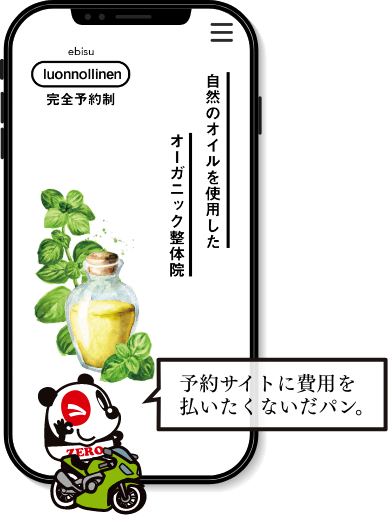 ebisu
luonnollinen
完全予約制
自然のオイルを使用した
オーガニック整体院
予約サイトに費用を
払いたくないだパン。
ZERO